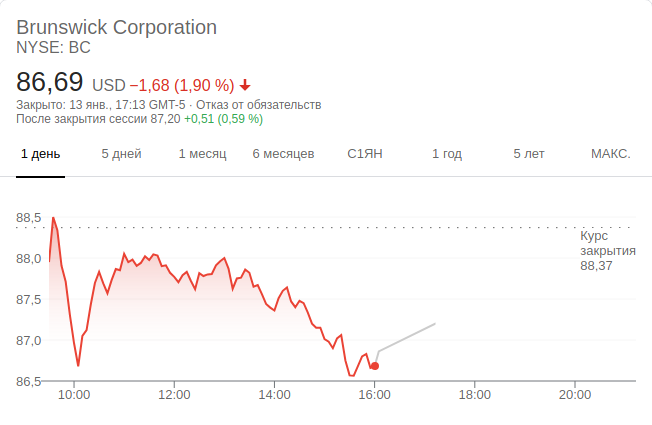 Brunswick Corporation
NYSE: BC
86,69 USD −1,68 (1,90 %)
Закрыто: 13 янв., 17:13 GMT-5 · Отказ от обязательств
После закрытия сессии 87,20 +0,51 (0,59 %)
1 день 5 дней 1 месяц 6 месяцев С1ЯН 1 год 5 лет МАКС.
88,5
Курс
закрытия
88,37
88,0
87,5
87,0
86,5
10:00 12:00 14:00 16:00 18:00 20:00